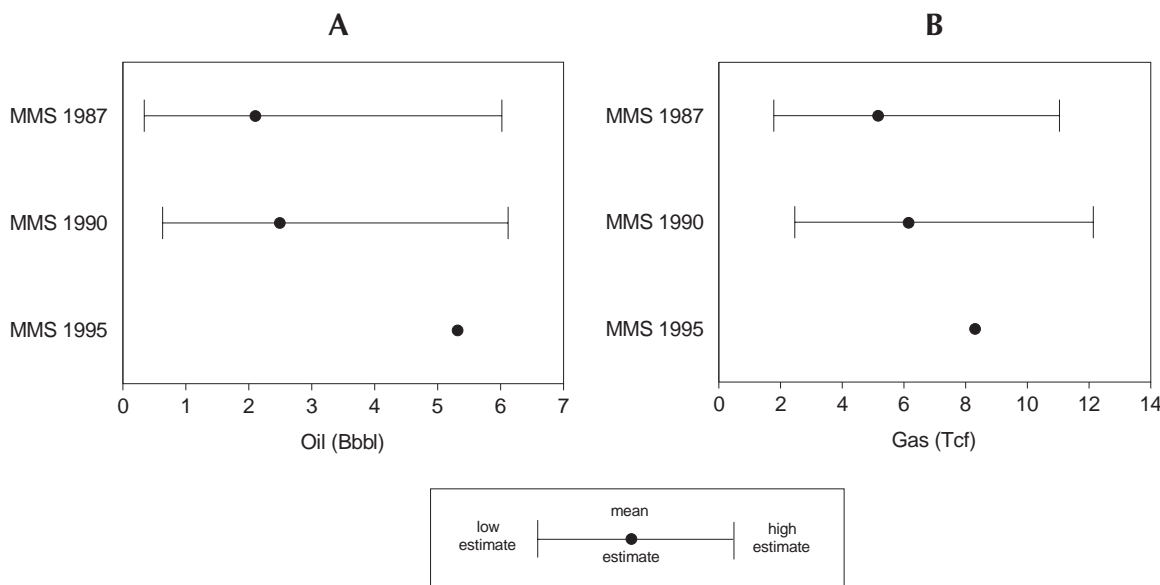 A
MMS 1987
MMS 1990
MMS 1995
0 1 2 3 4 5 6 7
Oil (Bbbl)
B
MMS 1987
MMS 1990
MMS 1995
0 2 4 6 8 10 12 14
Gas (Tcf)
low
estimate
mean
estimate
high
estimate